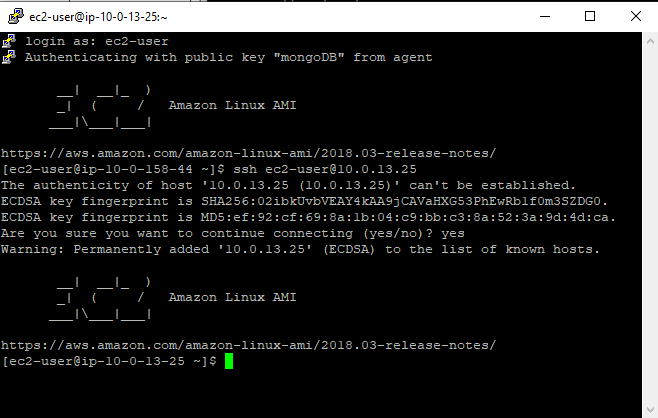 ec2-user@ip-10-0-13-25:~
login as: ec2-user
Authenticating with public key "mongoDB" from agent
       __|  __|_  )
       _|  (     /   Amazon Linux AMI
      ___|\___|___|
https://aws.amazon.com/amazon-linux-ami/2018.03-release-notes/
[ec2-user@ip-10-0-158-44 ~]$ ssh ec2-user@10.0.13.25
The authenticity of host '10.0.13.25 (10.0.13.25)' can't be established.
ECDSA key fingerprint is SHA256:02ibkUvbVEAY4kAA9jCAVaHXG53PhEwRb1f0m3SZDG0.
ECDSA key fingerprint is MD5:ef:92:cf:69:8a:1b:04:c9:bb:c3:8a:52:3a:9d:4d:ca.
Are you sure you want to continue connecting (yes/no)? yes
Warning: Permanently added '10.0.13.25' (ECDSA) to the list of known hosts.
       __|  __|_  )
       _|  (     /   Amazon Linux AMI
      ___|\___|___|
https://aws.amazon.com/amazon-linux-ami/2018.03-release-notes/
[ec2-user@ip-10-0-13-25 ~]$